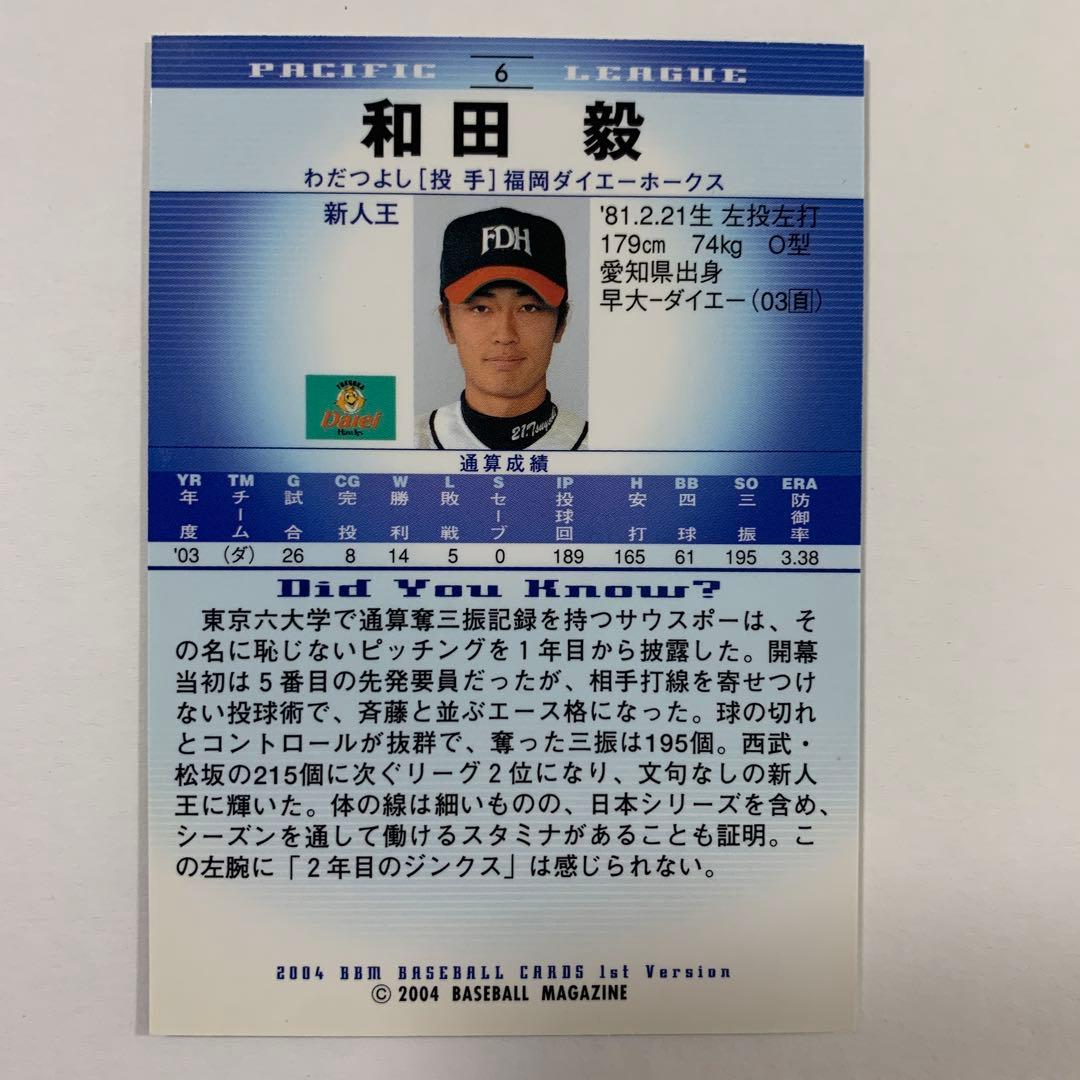 PACIFIC 6 LEAGUE
和田 毅
わだつよし[投 手]福岡ダイエーホークス
新人王
'81.2.21生 左投左打
179cm 74kg O型
愛知県出身
早大−ダイエー(03自)
FDH
FUKUOKA
Daiei
Hawks
21.Tsuyo
通算成績
YR TM G CG W L S IP H BB SO ERA
年度 チーム 試合 完投 勝利 敗戦 セーブ 投球回 安打 四球 三振 防御率
'03 (ダ) 26 8 14 5 0 189 165 61 195 3.38
Did You Know?
東京六大学で通算奪三振記録を持つサウスポーは、そ
の名に恥じないピッチングを1年目から披露した。開幕
当初は5番目の先発要員だったが、相手打線を寄せつけ
ない投球術で、斉藤と並ぶエース格になった。球の切れ
とコントロールが抜群で、奪った三振は195個。西武・
松坂の215個に次ぐリーグ2位になり、文句なしの新人
王に輝いた。体の線は細いものの、日本シリーズを含め、
シーズンを通して働けるスタミナがあることも証明。こ
の左腕に「2年目のジンクス」は感じられない。
2004 BBM BASEBALL CARDS 1st Version
© 2004 BASEBALL MAGAZINE